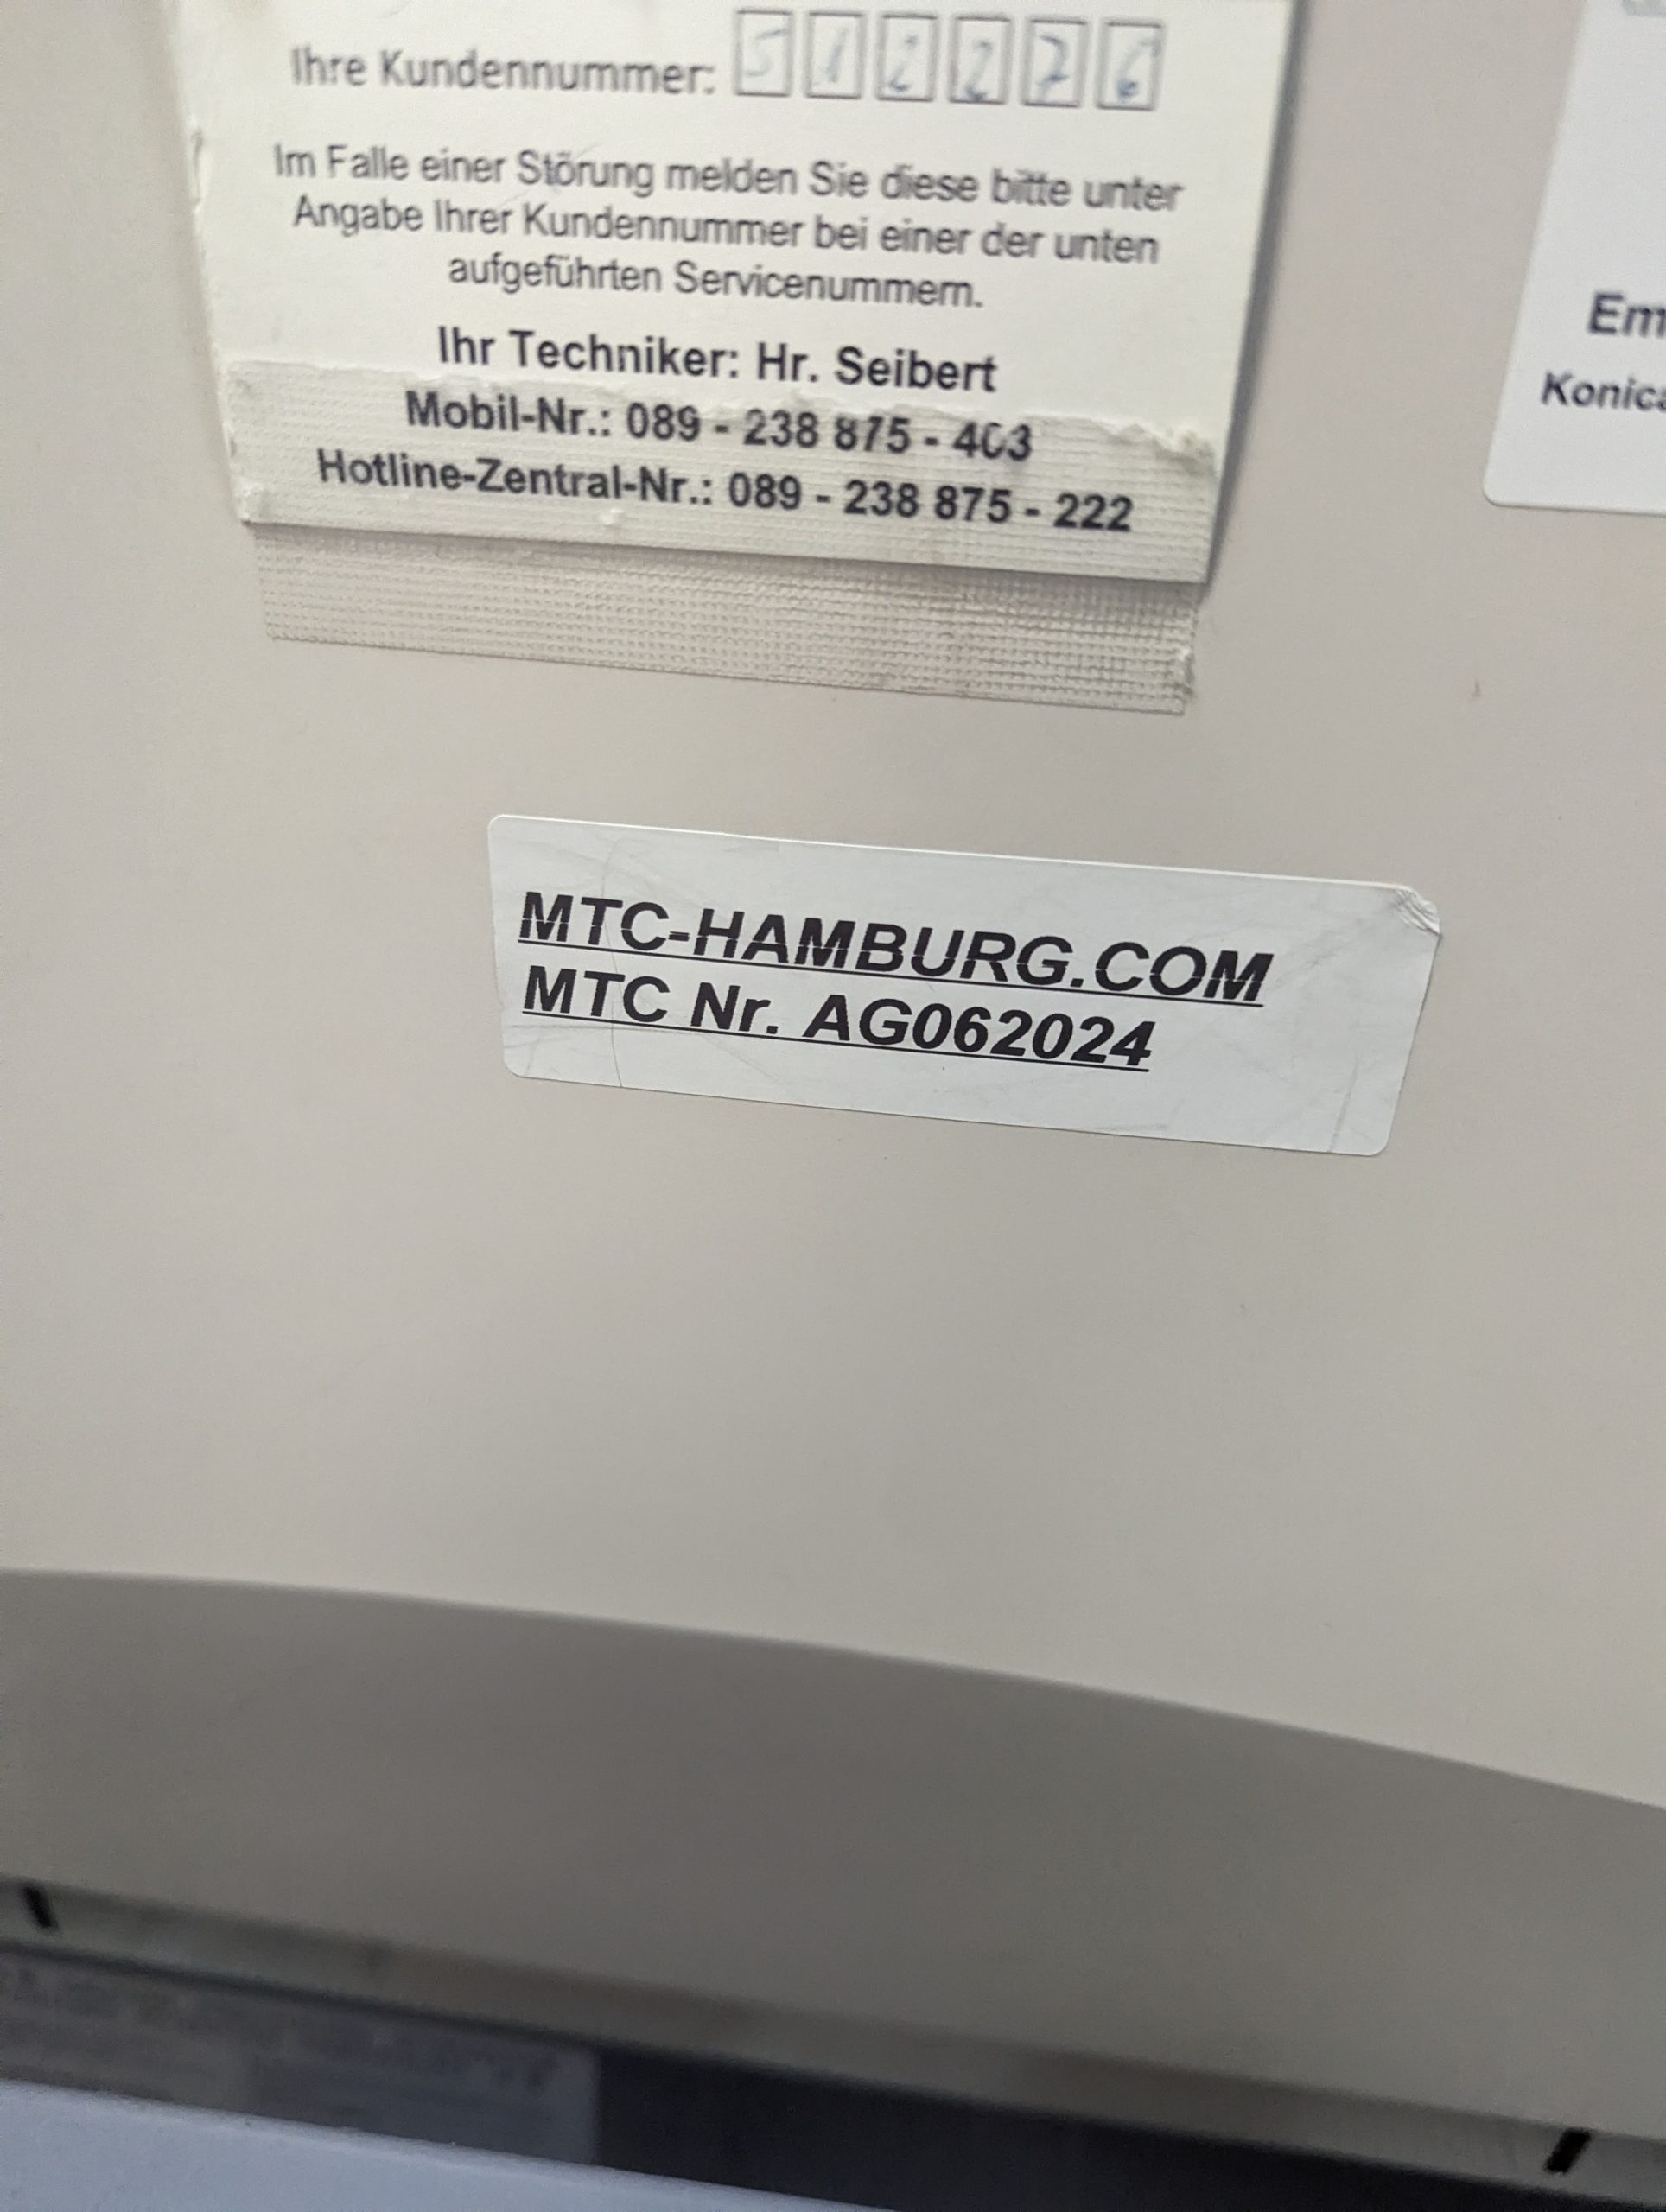 Ihre Kundennummer: 512276
Im Falle einer Störung melden Sie diese bitte unter
Angabe Ihrer Kundennummer bei einer der unten
aufgeführten Servicenummern.
Ihr Techniker: Hr. Seibert
Mobil-Nr.: 089 - 238 875 - 403
Hotline-Zentral-Nr.: 089 - 238 875 - 222
MTC-HAMBURG.COM
MTC Nr. AG062024